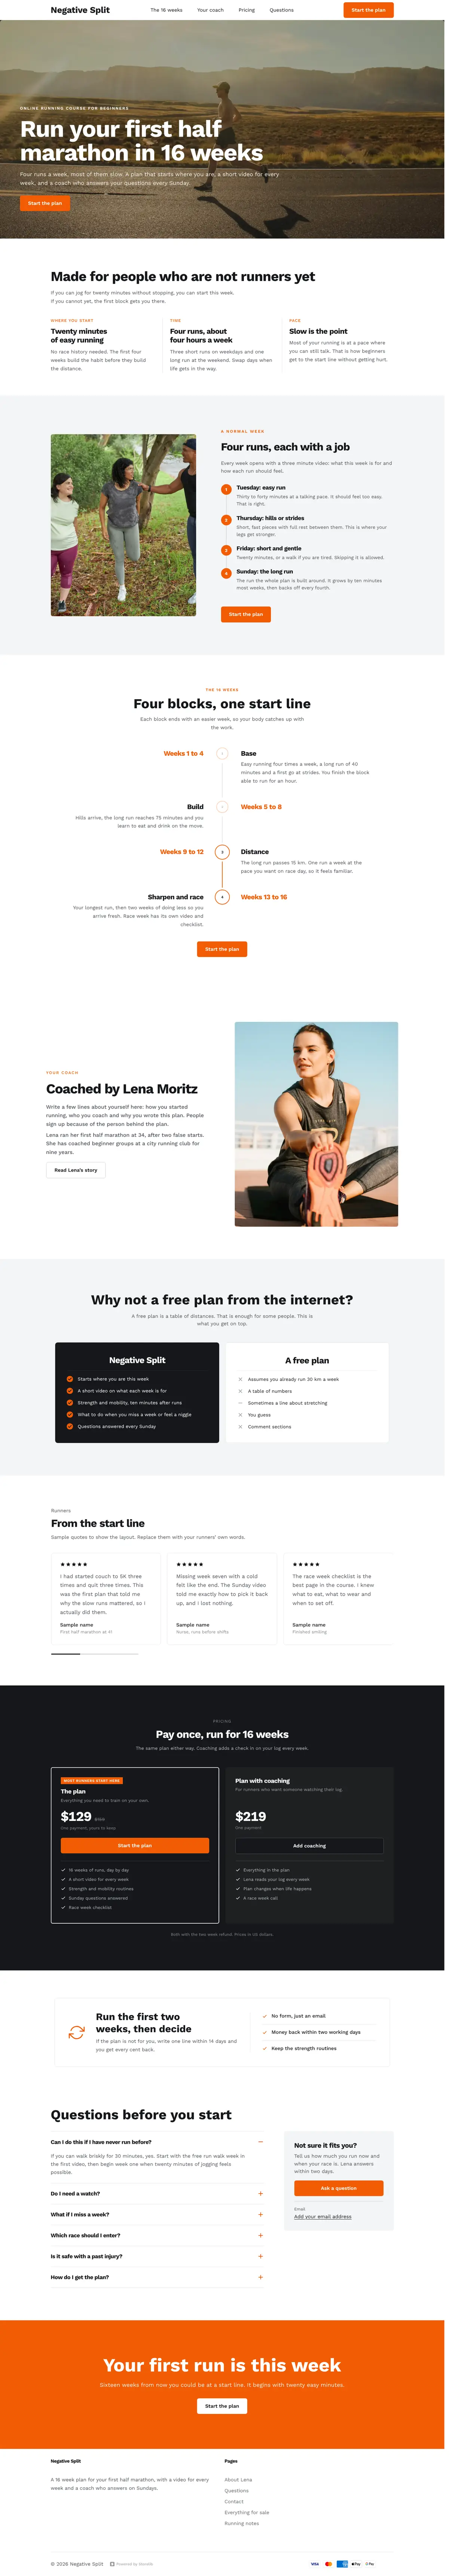 Negative Split
The 16 weeks
Your coach
Pricing
Questions
Start the plan
ONLINE RUNNING COURSE FOR BEGINNERS
Run your first half
marathon in 16 weeks
Four runs a week, most of them slow. A plan that starts where you are, a short video for every
week, and a coach who answers your questions every Sunday.
Start the plan
Made for people who are not runners yet
If you can jog for twenty minutes without stopping, you can start this week.
If you cannot yet, the first block gets you there.
WHERE YOU START
Twenty minutes
of easy running
No race history needed. The first four
weeks build the habit before they build
the distance.
TIME
Four runs, about
four hours a week
Three short runs on weekdays and one
long run at the weekend. Swap days when
life gets in the way.
PACE
Slow is the point
Most of your running is at a pace where
you can still talk. That is how beginners
get to the start line without getting hurt.
A NORMAL WEEK
Four runs, each with a job
Every week opens with a three minute video: what this week is for and
how each run should feel.
1
Tuesday: easy run
Thirty to forty minutes at a talking pace. It should feel too easy.
That is right.
2
Thursday: hills or strides
Short, fast pieces with full rest between them. This is where your
legs get stronger.
3
Friday: short and gentle
Twenty minutes, or a walk if you are tired. Skipping it is allowed.
4
Sunday: the long run
The run the whole plan is built around. It grows by ten minutes
most weeks, then backs off every fourth.
Start the plan
THE 16 WEEKS
Four blocks, one start line
Each block ends with an easier week, so your body catches up with
the work.
Weeks 1 to 4
1
Base
Easy running four times a week, a long run of 40
minutes and a first go at strides. You finish the block
able to run for an hour.
Build
2
Weeks 5 to 8
Hills arrive, the long run reaches 75 minutes and you
learn to eat and drink on the move.
Weeks 9 to 12
3
Distance
The long run passes 15 km. One run a week at the
pace you want on race day, so it feels familiar.
Sharpen and race
4
Weeks 13 to 16
Your longest run, then two weeks of doing less so you
arrive fresh. Race week has its own video and
checklist.
Start the plan
YOUR COACH
Coached by Lena Moritz
Write a few lines about yourself here: how you started
running, who you coach and why you wrote this plan. People
sign up because of the person behind the plan.
Lena ran her first half marathon at 34, after two false starts.
She has coached beginner groups at a city running club for
nine years.
Read Lena's story
Why not a free plan from the internet?
A free plan is a table of distances. That is enough for some people. This is
what you get on top.
Negative Split
Starts where you are this week
A short video on what each week is for
Strength and mobility, ten minutes after runs
What to do when you miss a week or feel a niggle
Questions answered every Sunday
A free plan
Assumes you already run 30 km a week
A table of numbers
Sometimes a line about stretching
You guess
Comment sections
Runners
From the start line
Sample quotes to show the layout. Replace them with your runners' own words.
★★★★★
I had started couch to 5K three
times and quit three times. This
was the first plan that told me
why the slow runs mattered, so I
actually did them.
Sample name
First half marathon at 41
★★★★★
Missing week seven with a cold
felt like the end. The Sunday video
told me exactly how to pick it back
up, and I lost nothing.
Sample name
Nurse, runs before shifts
★★★★★
The race week checklist is the
best page in the course. I knew
what to eat, what to wear and
when to set off.
Sample name
Finished smiling
PRICING
Pay once, run for 16 weeks
The same plan either way. Coaching adds a check in on your log every week.
MOST RUNNERS START HERE
The plan
Everything you need to train on your own.
$129
One payment, yours to keep
Start the plan
16 weeks of runs, day by day
A short video for every week
Strength and mobility routines
Sunday questions answered
Race week checklist
Plan with coaching
For runners who want someone watching their log.
$219
One payment
Add coaching
Everything in the plan
Lena reads your log every week
Plan changes when life happens
A race week call
Both with the two week refund. Prices in US dollars.
Run the first two
weeks, then decide
If the plan is not for you, write one line within 14 days and
you get every cent back.
No form, just an email
Money back within two working days
Keep the strength routines
Questions before you start
Can I do this if I have never run before?
If you can walk briskly for 30 minutes, yes. Start with the free run walk week in
the first video, then begin week one when twenty minutes of jogging feels
possible.
Do I need a watch?
What if I miss a week?
Which race should I enter?
Is it safe with a past injury?
How do I get the plan?
Not sure it fits you?
Tell us how much you run now and
when your race is. Lena answers
within two days.
Ask a question
Email
Add your email address
Your first run is this week
Sixteen weeks from now you could be at a start line. It begins with twenty easy minutes.
Start the plan
Negative Split
A 16 week plan for your first half marathon, with a video for every
week and a coach who answers on Sundays.
Pages
About Lena
Questions
Contact
Everything for sale
Running notes
© 2026 Negative Split
VISA
Pay
Pay